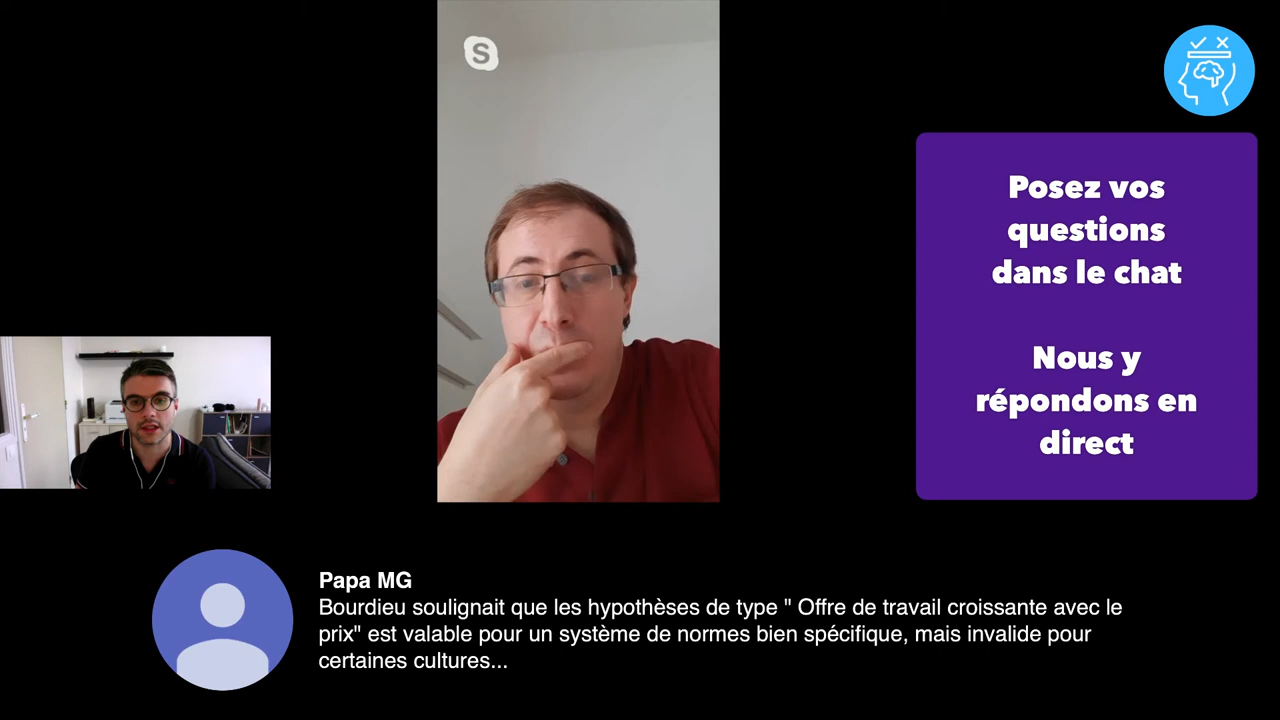 S
Posez vos
questions
dans le chat
Nous y
répondons en
direct
Papa MG
Bourdieu soulignait que les hypothèses de type " Offre de travail croissante avec le
prix" est valable pour un système de normes bien spécifique, mais invalide pour
certaines cultures...